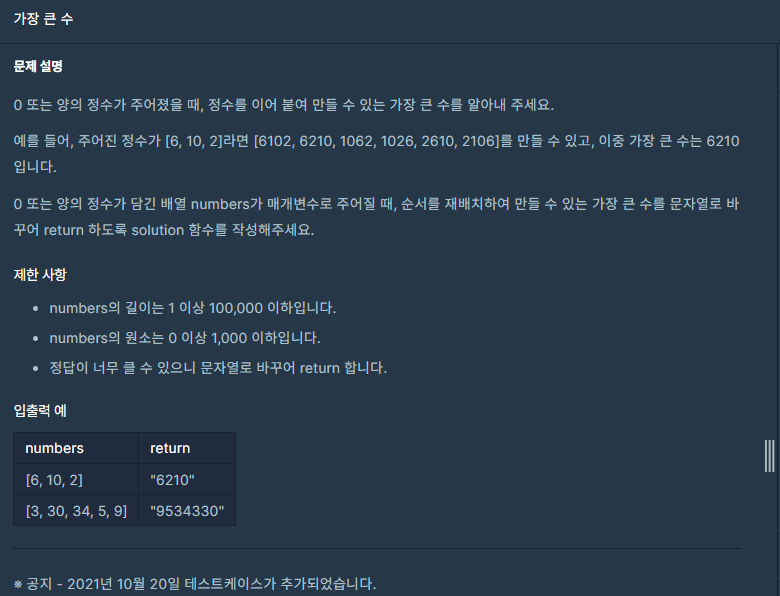 가장 큰 수
문제 설명
0 또는 양의 정수가 주어졌을 때, 정수를 이어 붙여 만들 수 있는 가장 큰 수를 알아내 주세요.
예를 들어, 주어진 정수가 [6, 10, 2]라면 [6102, 6210, 1062, 1026, 2610, 2106]를 만들 수 있고, 이중 가장 큰 수는 6210
입니다.
0 또는 양의 정수가 담긴 배열 numbers가 매개변수로 주어질 때, 순서를 재배치하여 만들 수 있는 가장 큰 수를 문자열로 바
꾸어 return 하도록 solution 함수를 작성해주세요.
제한 사항
• numbers의 길이는 1 이상 100,000 이하입니다.
• numbers의 원소는 0 이상 1,000 이하입니다.
• 정답이 너무 클 수 있으니 문자열로 바꾸어 return 합니다.
입출력 예
numbers return
[6, 10, 2] "6210"
[3, 30, 34, 5, 9] "9534330"
※ 공지 - 2021년 10월 20일 테스트케이스가 추가되었습니다.